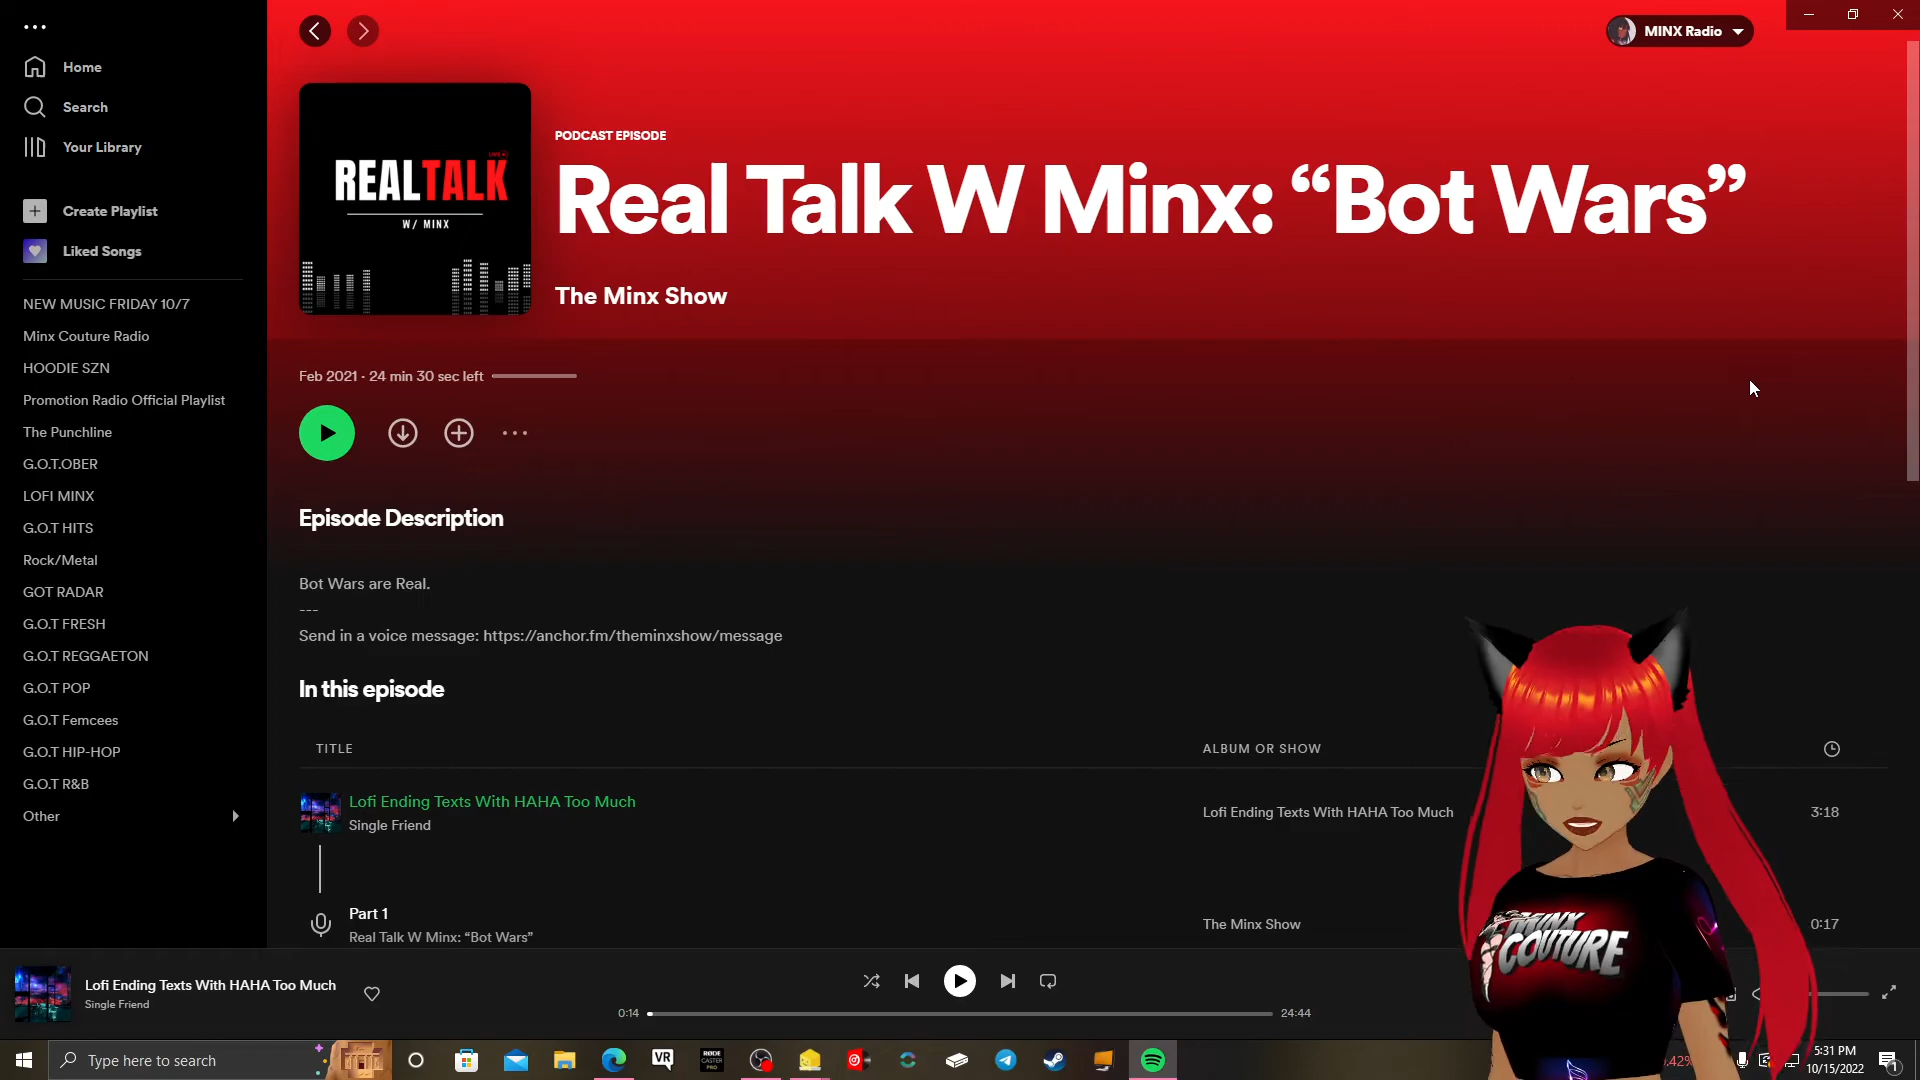 Home
Search
Your Library
Create Playlist
Liked Songs
NEW MUSIC FRIDAY 10/7
Minx Couture Radio
HOODIE SZN
Promotion Radio Official Playlist
The Punchline
G.O.T.OBER
LOFI MINX
G.O.T HITS
Rock/Metal
GOT RADAR
G.O.T FRESH
G.O.T REGGAETON
G.O.T POP
G.O.T Femcees
G.O.T HIP-HOP
G.O.T R&B
Other
MINX Radio
LIVE
REALTALK
W/ MINX
PODCAST EPISODE
Real Talk W Minx: “Bot Wars”
The Minx Show
Feb 2021 · 24 min 30 sec left
Episode Description
Bot Wars are Real.
---
Send in a voice message: https://anchor.fm/theminxshow/message
In this episode
TITLE ALBUM OR SHOW
Lofi Ending Texts With HAHA Too Much
Single Friend
Lofi Ending Texts With HAHA Too Much 3:18
Part 1
Real Talk W Minx: “Bot Wars”
The Minx Show 0:17
MINX
COUTURE
Lofi Ending Texts With HAHA Too Much
Single Friend
0:14 24:44
Type here to search
VR
RØDE
CASTER
PRO
5:31 PM
10/15/2022
1